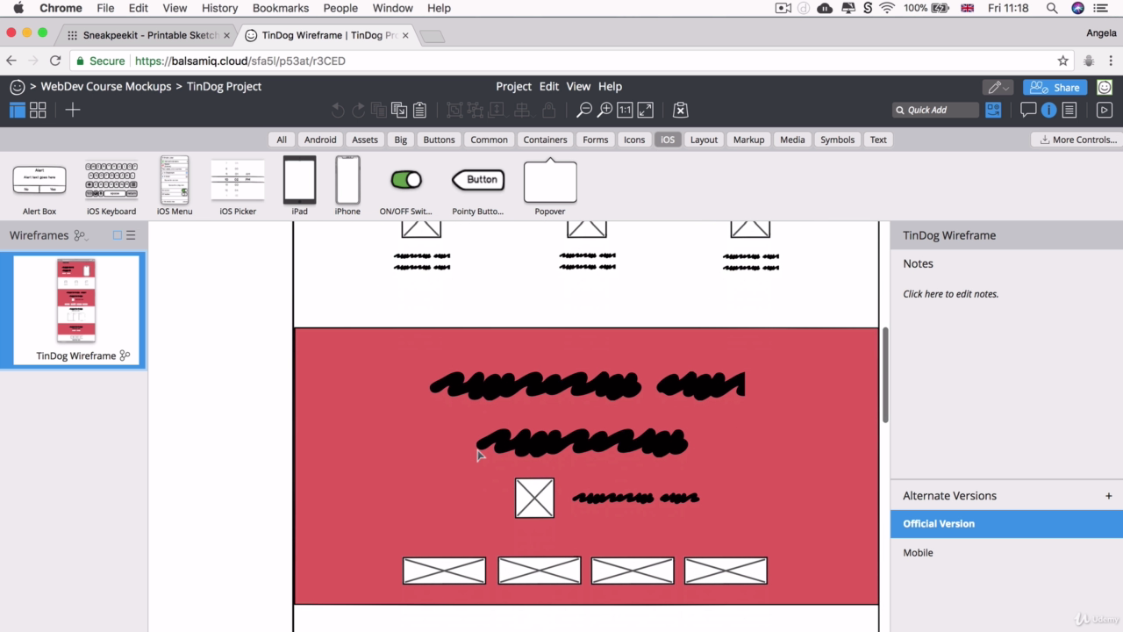 Chrome File Edit View History Bookmarks People Window Help 100% Fri 11:18
Sneakpeekit - Printable Sketch
TinDog Wireframe | TinDog Pro
Angela
Secure https://balsamiq.cloud/sfa5l/p53at/r3CED
WebDev Course Mockups > TinDog Project
Project Edit View Help
Share
1:1
Quick Add
All Android Assets Big Buttons Common Containers Forms Icons iOS Layout Markup Media Symbols Text More Controls...
Button
Alert Box iOS Keyboard iOS Menu iOS Picker iPad iPhone ON/OFF Swit... Pointy Butto... Popover
Wireframes
TinDog Wireframe
TinDog Wireframe
Notes
Click here to edit notes.
Alternate Versions +
Official Version
Mobile
Udemy